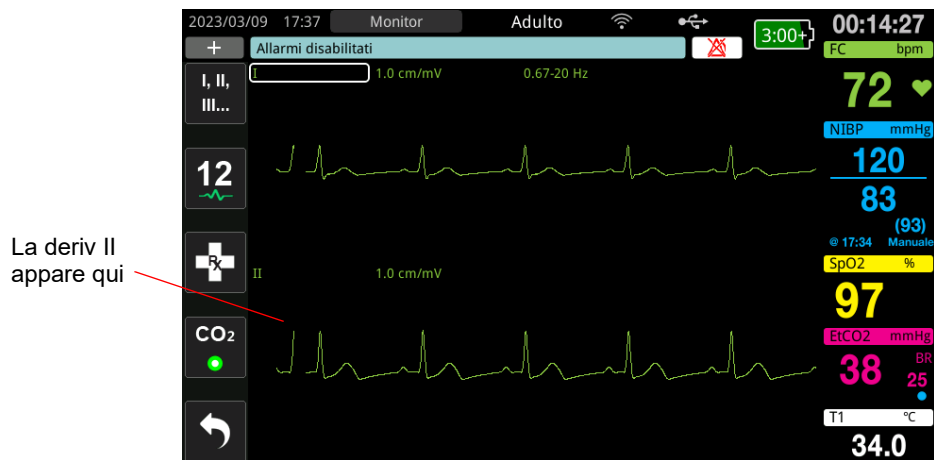 2023/03/09 17:37 Monitor Adulto 3:00+ 00:14:27
+ Allarmi disabilitati
FC bpm
72
I, II, III...
I 1.0 cm/mV 0.67-20 Hz
NIBP mmHg
120
83
(93)
@ 17:34 Manuale
12
La deriv II
appare qui
Rx
II 1.0 cm/mV
SpO2 %
97
CO2
EtCO2 mmHg
38 BR
25
T1 °C
34.0